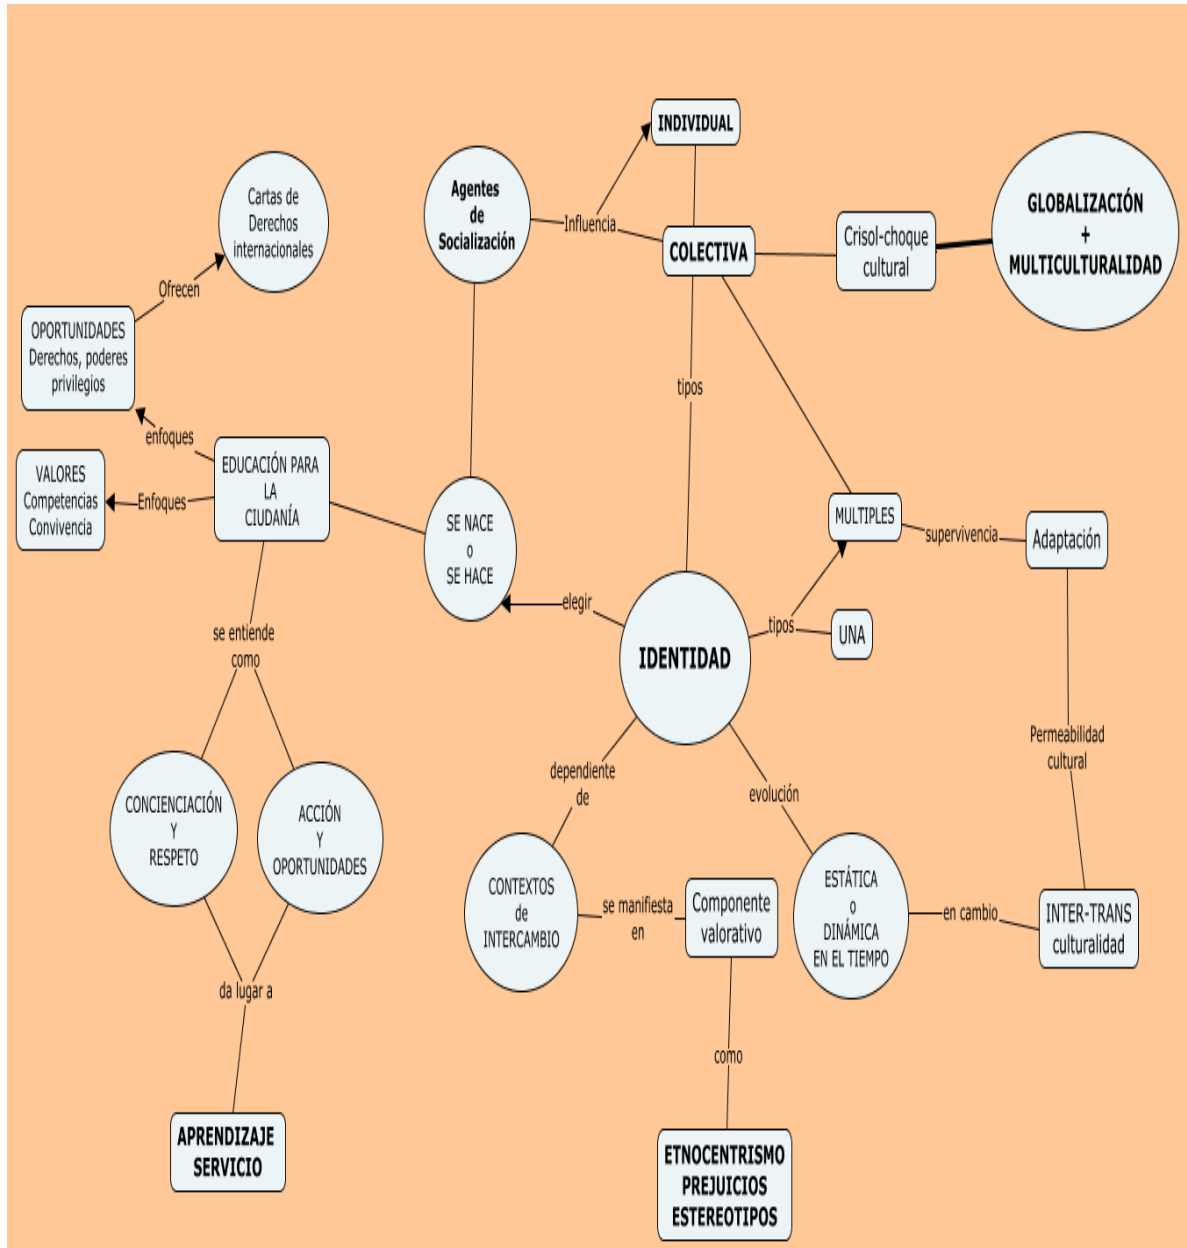 INDIVIDUAL
Agentes
de
Socialización
Influencia
COLECTIVA
Crisol-choque
cultural
GLOBALIZACIÓN
+
MULTICULTURALIDAD
Cartas de
Derechos
internacionales
Ofrecen
OPORTUNIDADES
Derechos, poderes
privilegios
enfoques
VALORES
Competencias
Convivencia
Enfoques
EDUCACIÓN PARA
LA
CIUDANÍA
tipos
SE NACE
o
SE HACE
elegir
MULTIPLES
supervivencia
Adaptación
tipos
UNA
IDENTIDAD
se entiende
como
CONCIENCIACIÓN
Y
RESPETO
ACCIÓN
Y
OPORTUNIDADES
da lugar a
APRENDIZAJE
SERVICIO
dependiente
de
evolución
Permeabilidad
cultural
CONTEXTOS
de
INTERCAMBIO
se manifiesta
en
Componente
valorativo
ESTÁTICA
o
DINÁMICA
EN EL TIEMPO
en cambio
INTER-TRANS
culturalidad
como
ETNOCENTRISMO
PREJUICIOS
ESTEREOTIPOS